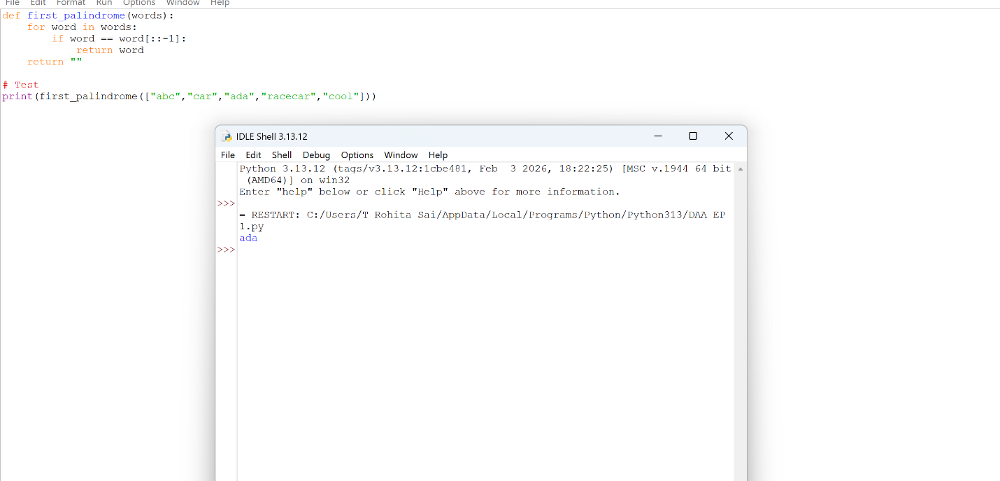 File Edit Format Run Options Window Help
def first_palindrome(words):
    for word in words:
        if word == word[::-1]:
            return word
    return ""

# Test
print(first_palindrome(["abc","car","ada","racecar","cool"]))
IDLE Shell 3.13.12
File Edit Shell Debug Options Window Help
Python 3.13.12 (tags/v3.13.12:1cbe481, Feb  3 2026, 18:22:25) [MSC v.1944 64 bit
 (AMD64)] on win32
Enter "help" below or click "Help" above for more information.
>>>
= RESTART: C:/Users/T Rohita Sai/AppData/Local/Programs/Python/Python313/DAA EP
1.py
ada
>>>